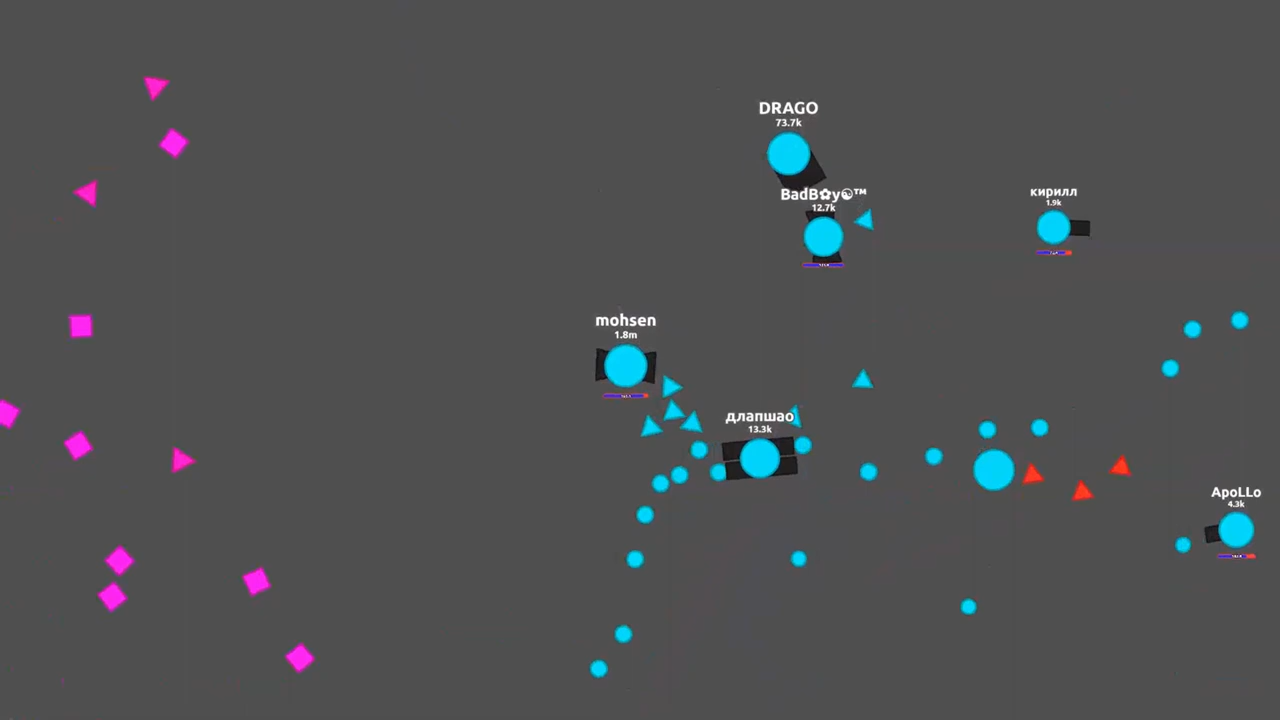 DRAGO
73.7k
BadB✿y☯™
12.7k
кирилл
1.9k
mohsen
1.8m
длапшао
13.3k
ApoLLo
4.3k